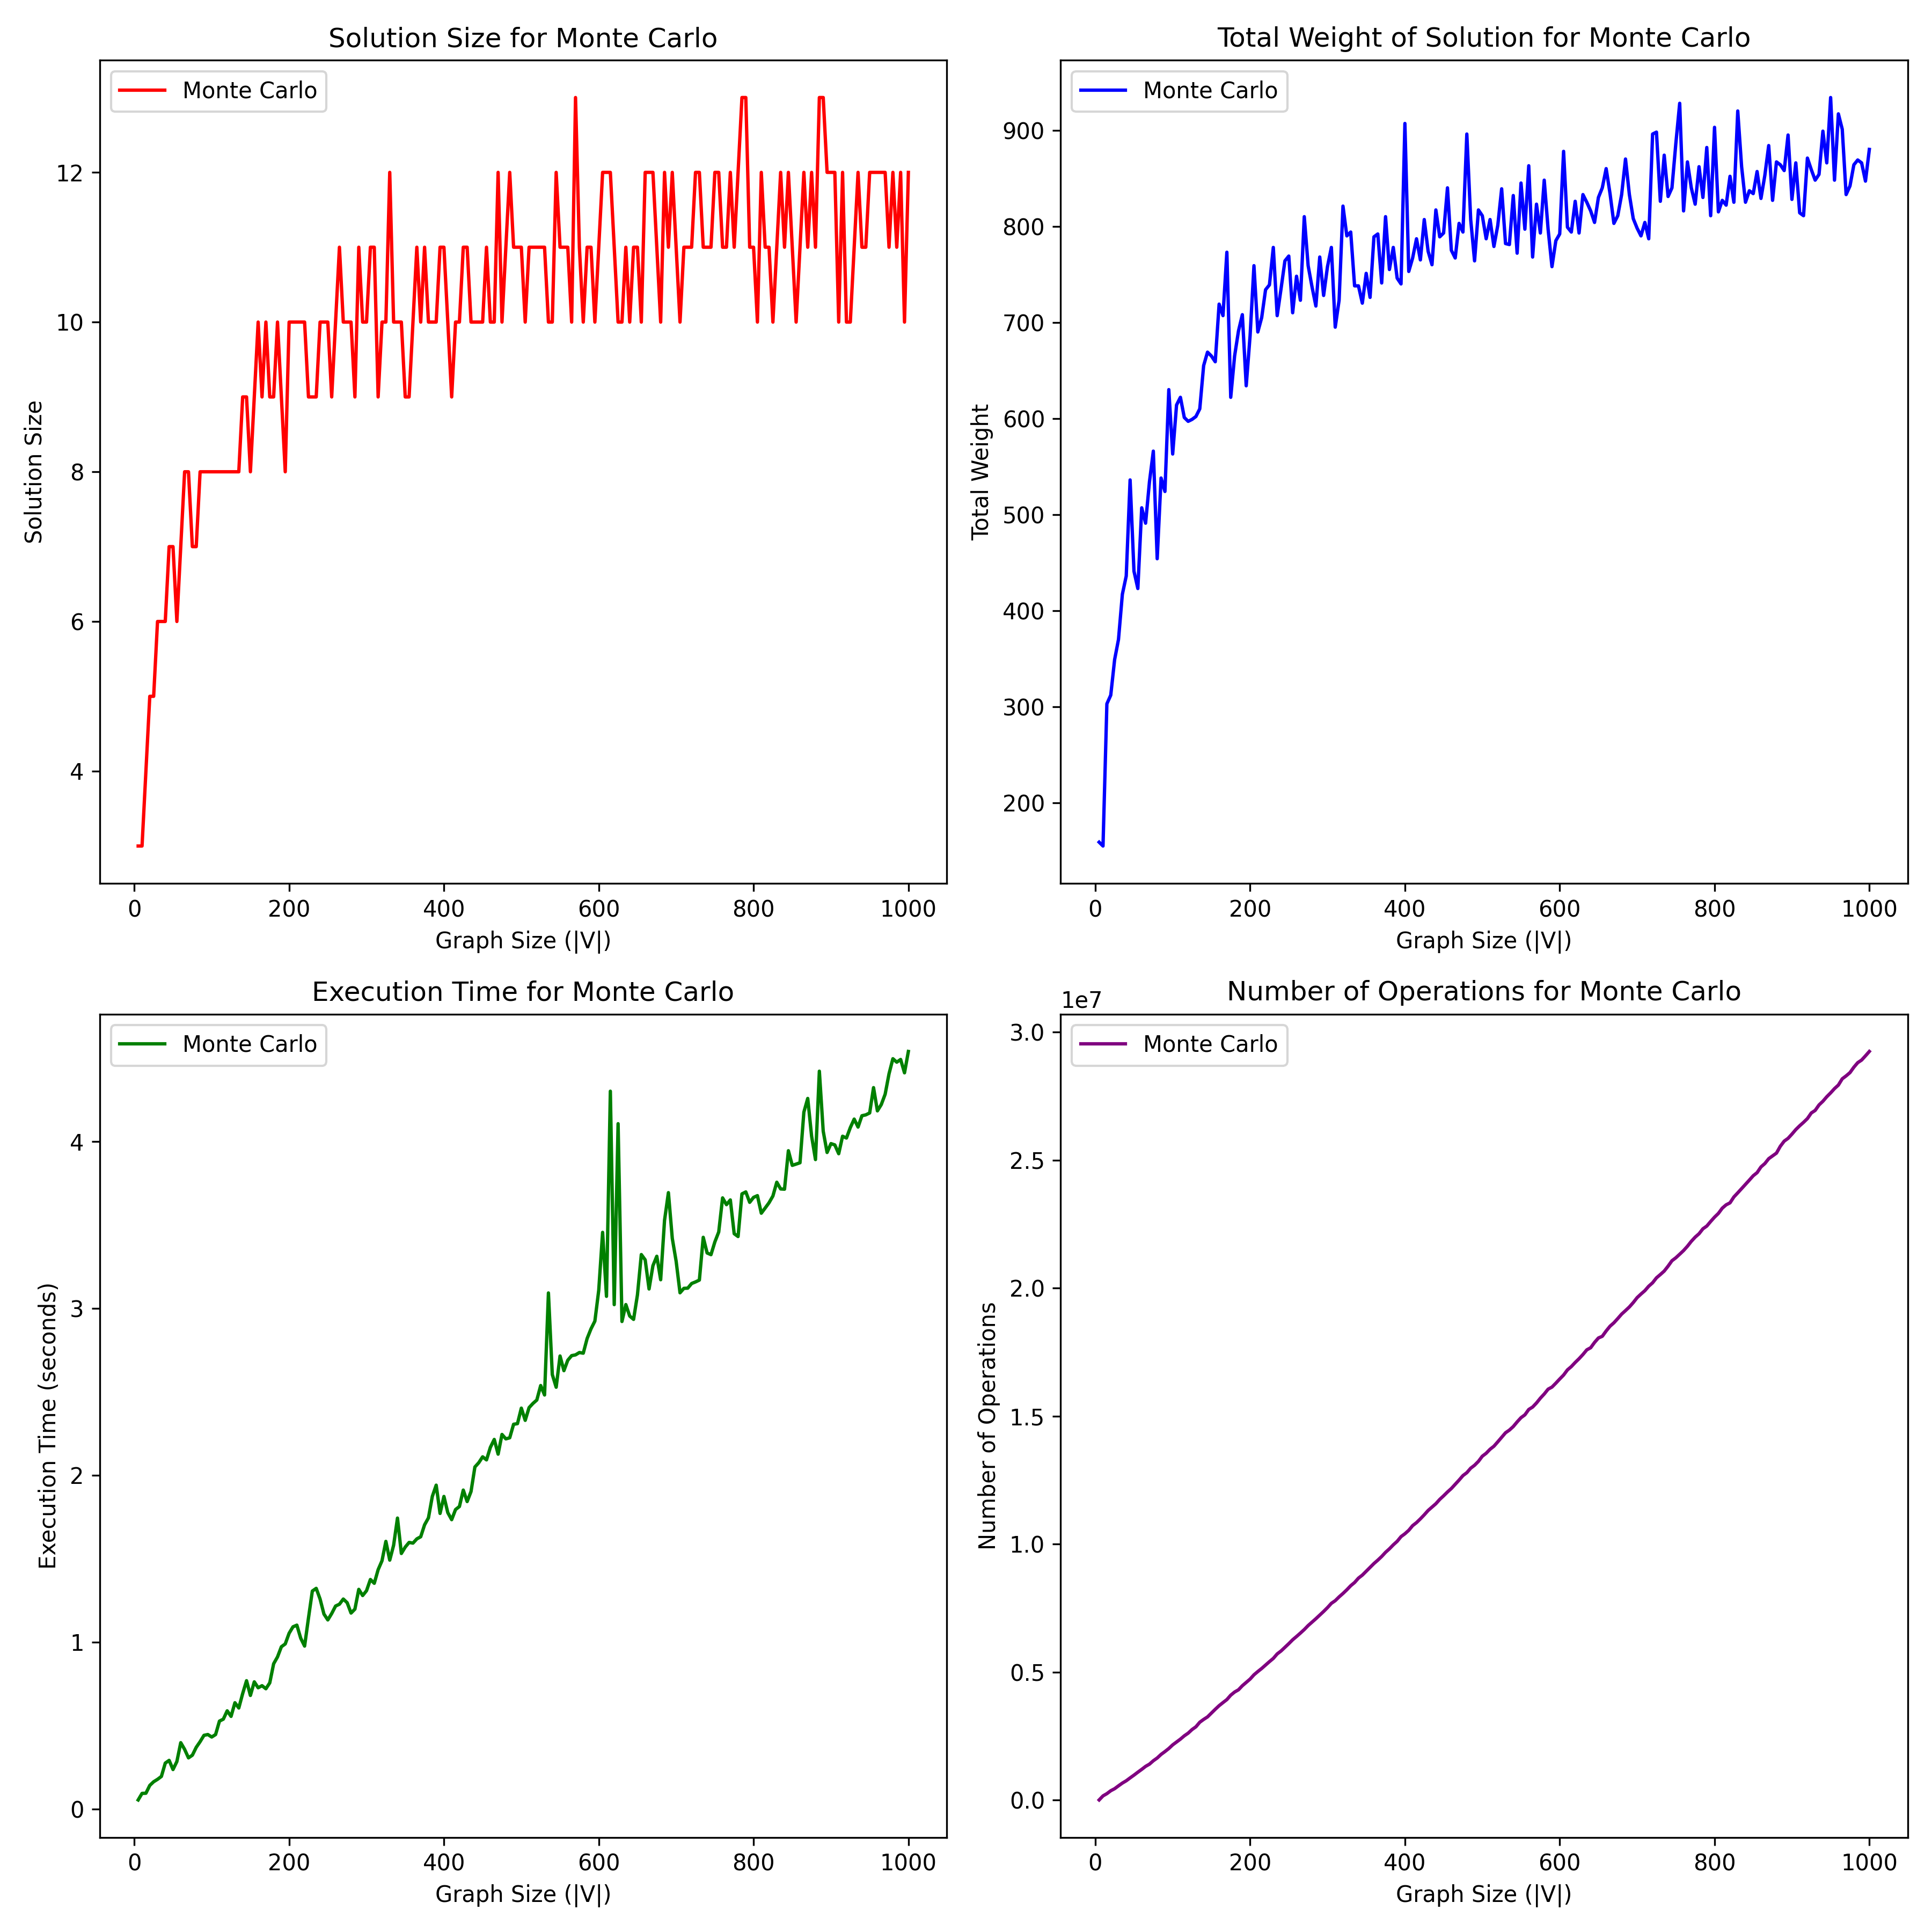 Solution Size for Monte Carlo
Monte Carlo
12
10
8
6
4
Solution Size
0 200 400 600 800 1000
Graph Size (|V|)
Total Weight of Solution for Monte Carlo
Monte Carlo
900
800
700
600
500
400
300
200
Total Weight
0 200 400 600 800 1000
Graph Size (|V|)
Execution Time for Monte Carlo
Monte Carlo
4
3
2
1
0
Execution Time (seconds)
0 200 400 600 800 1000
Graph Size (|V|)
Number of Operations for Monte Carlo
1e7
Monte Carlo
3.0
2.5
2.0
1.5
1.0
0.5
0.0
Number of Operations
0 200 400 600 800 1000
Graph Size (|V|)